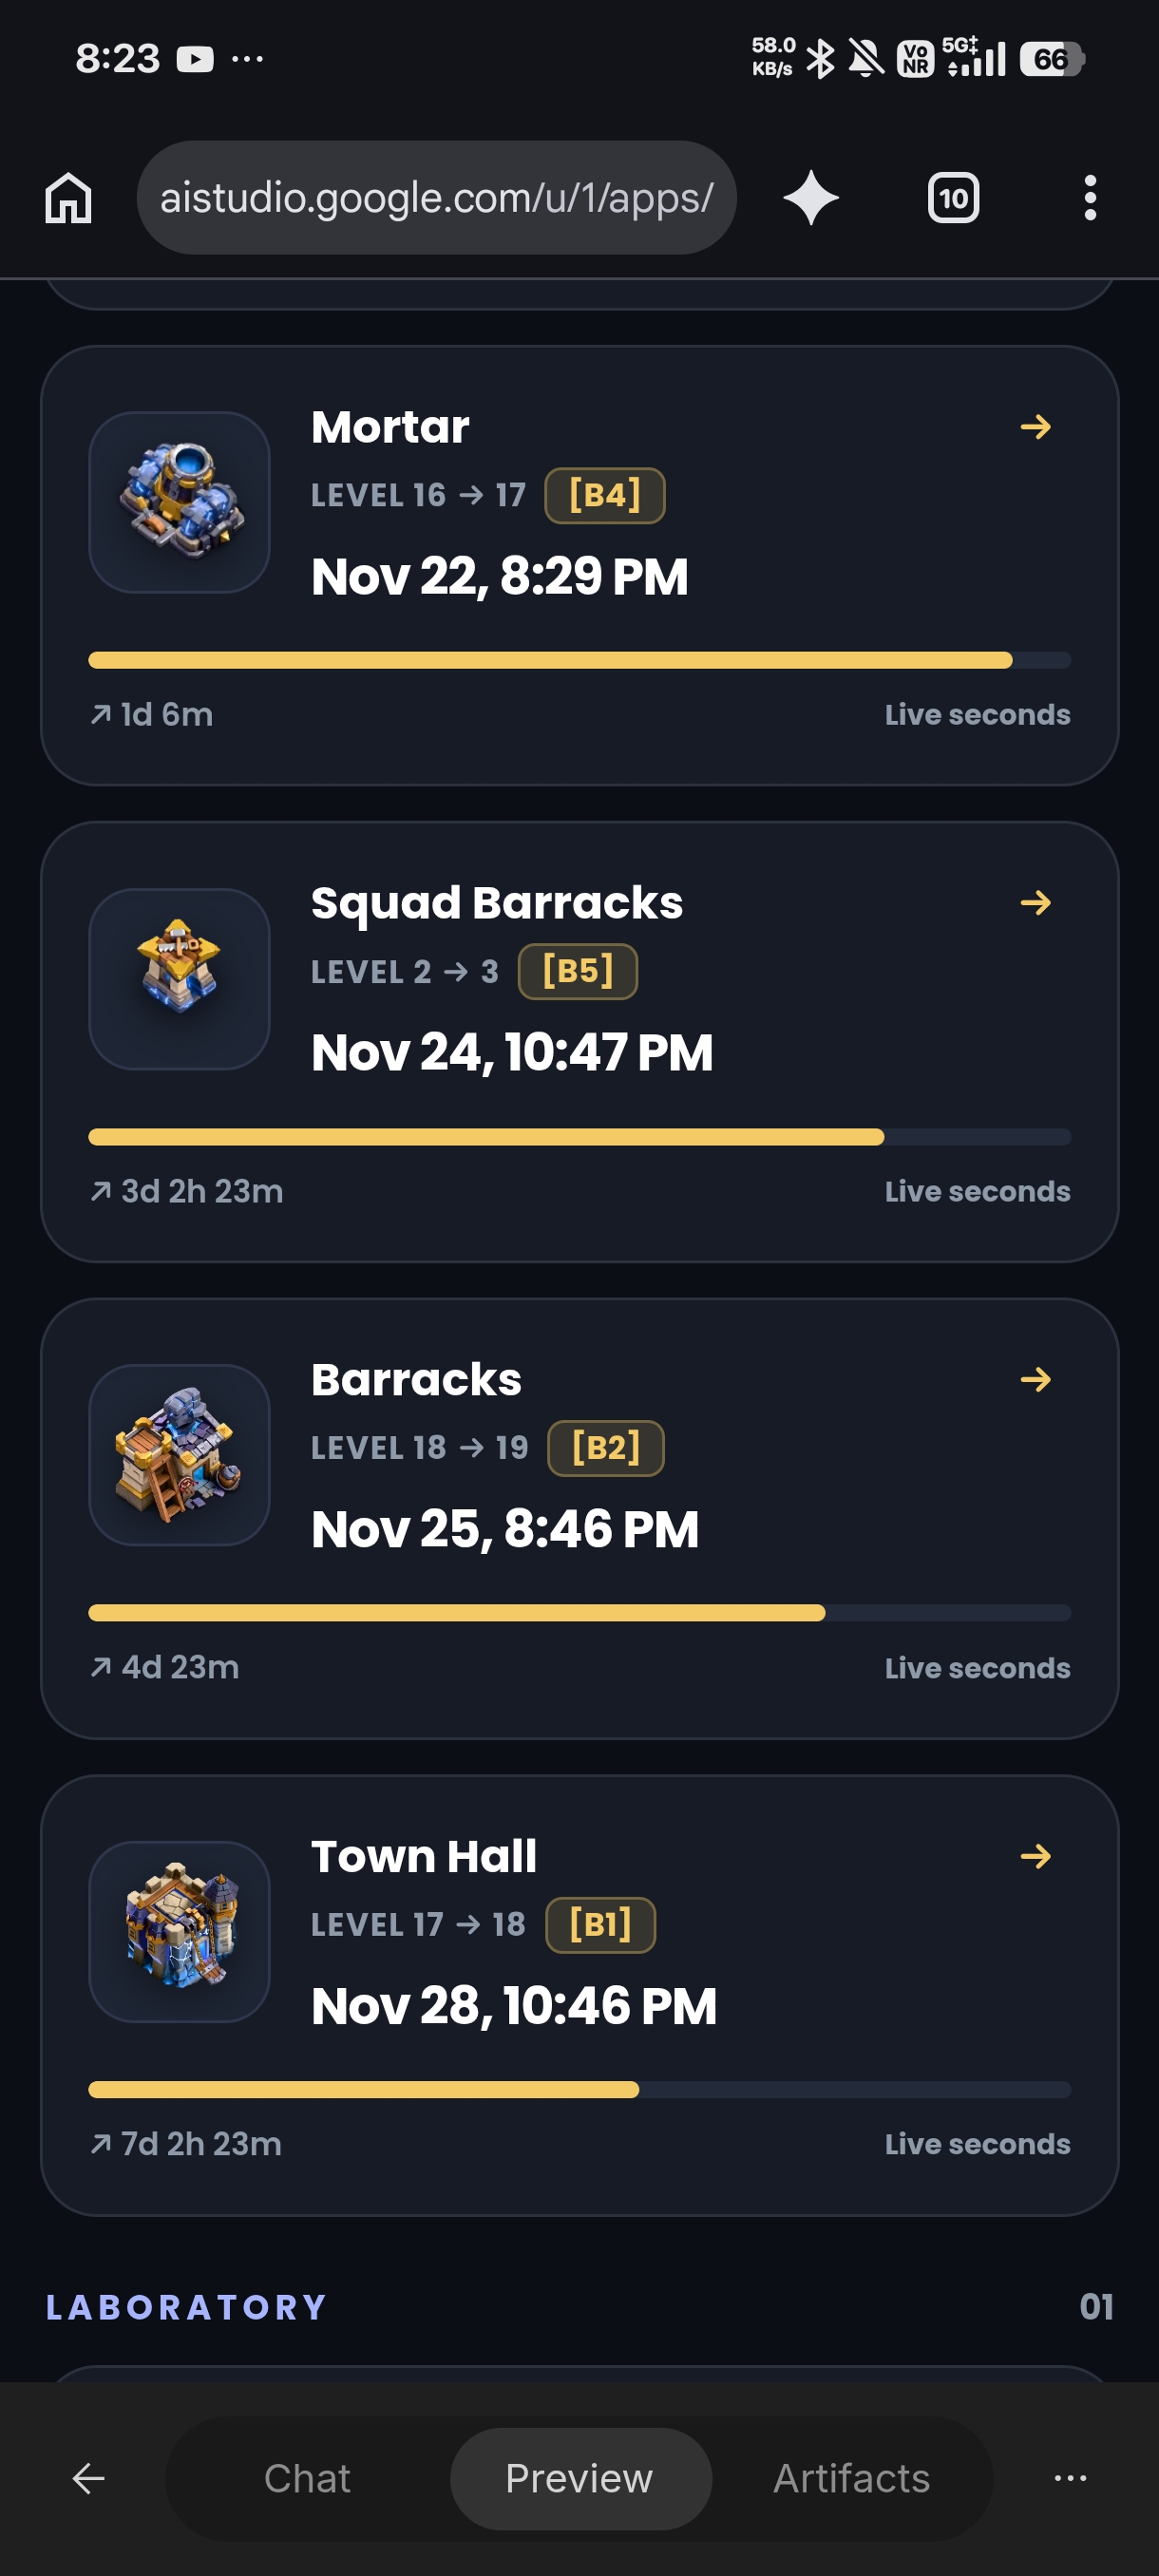 8:23
58.0
KB/s
Vo
NR
5G
66
aistudio.google.com/u/1/apps/
10
Mortar
LEVEL 16 → 17 [B4]
Nov 22, 8:29 PM
↗ 1d 6m
Live seconds
Squad Barracks
LEVEL 2 → 3 [B5]
Nov 24, 10:47 PM
↗ 3d 2h 23m
Live seconds
Barracks
LEVEL 18 → 19 [B2]
Nov 25, 8:46 PM
↗ 4d 23m
Live seconds
Town Hall
LEVEL 17 → 18 [B1]
Nov 28, 10:46 PM
↗ 7d 2h 23m
Live seconds
LABORATORY
01
Chat
Preview
Artifacts